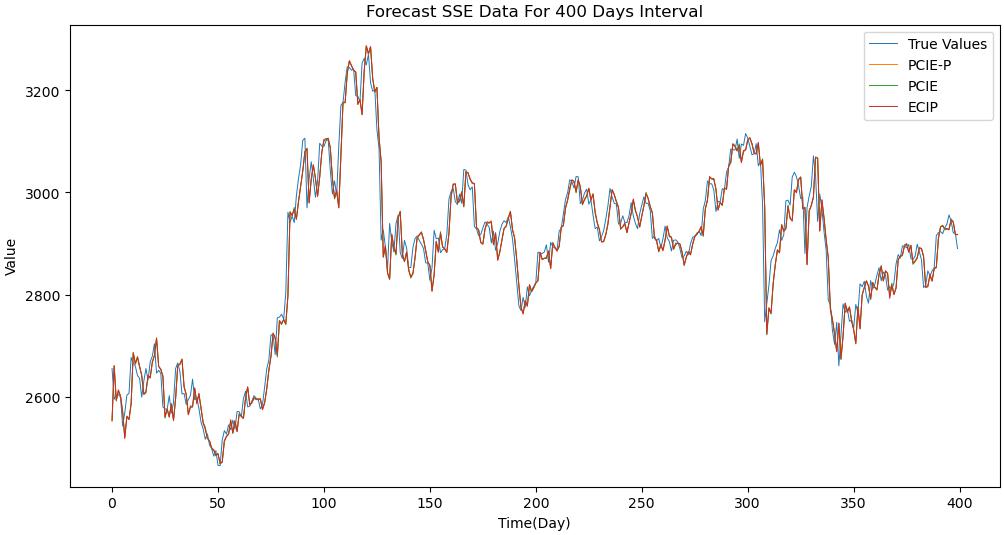 Forecast SSE Data For 400 Days Interval
True Values
PCIE-P
PCIE
ECIP
Value
3200
3000
2800
2600
0 50 100 150 200 250 300 350 400
Time(Day)